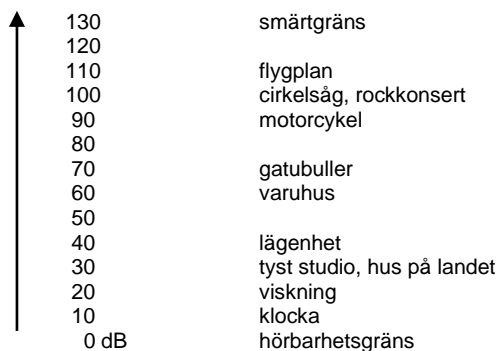 130 smärtgräns
120
110 flygplan
100 cirkelsåg, rockkonsert
90 motorcykel
80
70 gatubuller
60 varuhus
50
40 lägenhet
30 tyst studio, hus på landet
20 viskning
10 klocka
0 dB hörbarhetsgräns